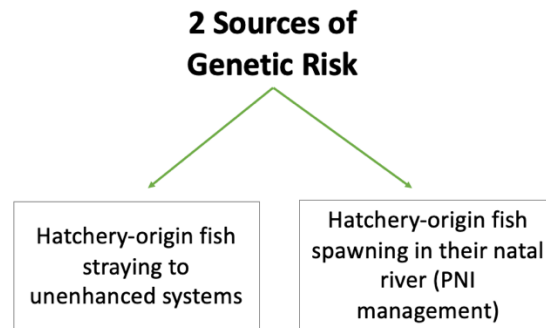 2 Sources of
Genetic Risk
Hatchery-origin fish
straying to
unenhanced systems
Hatchery-origin fish
spawning in their natal
river (PNI
management)